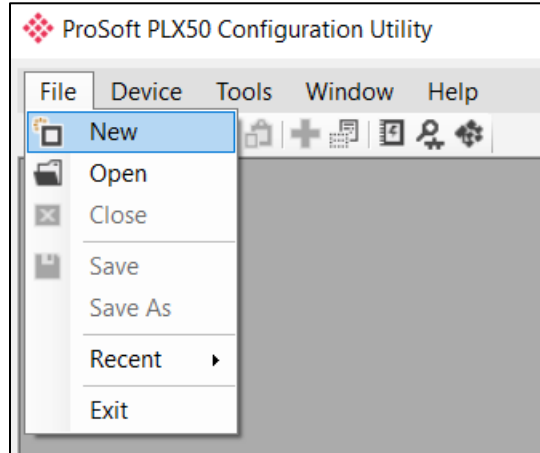 ProSoft PLX50 Configuration Utility
File Device Tools Window Help
New
Open
Close
Save
Save As
Recent
Exit